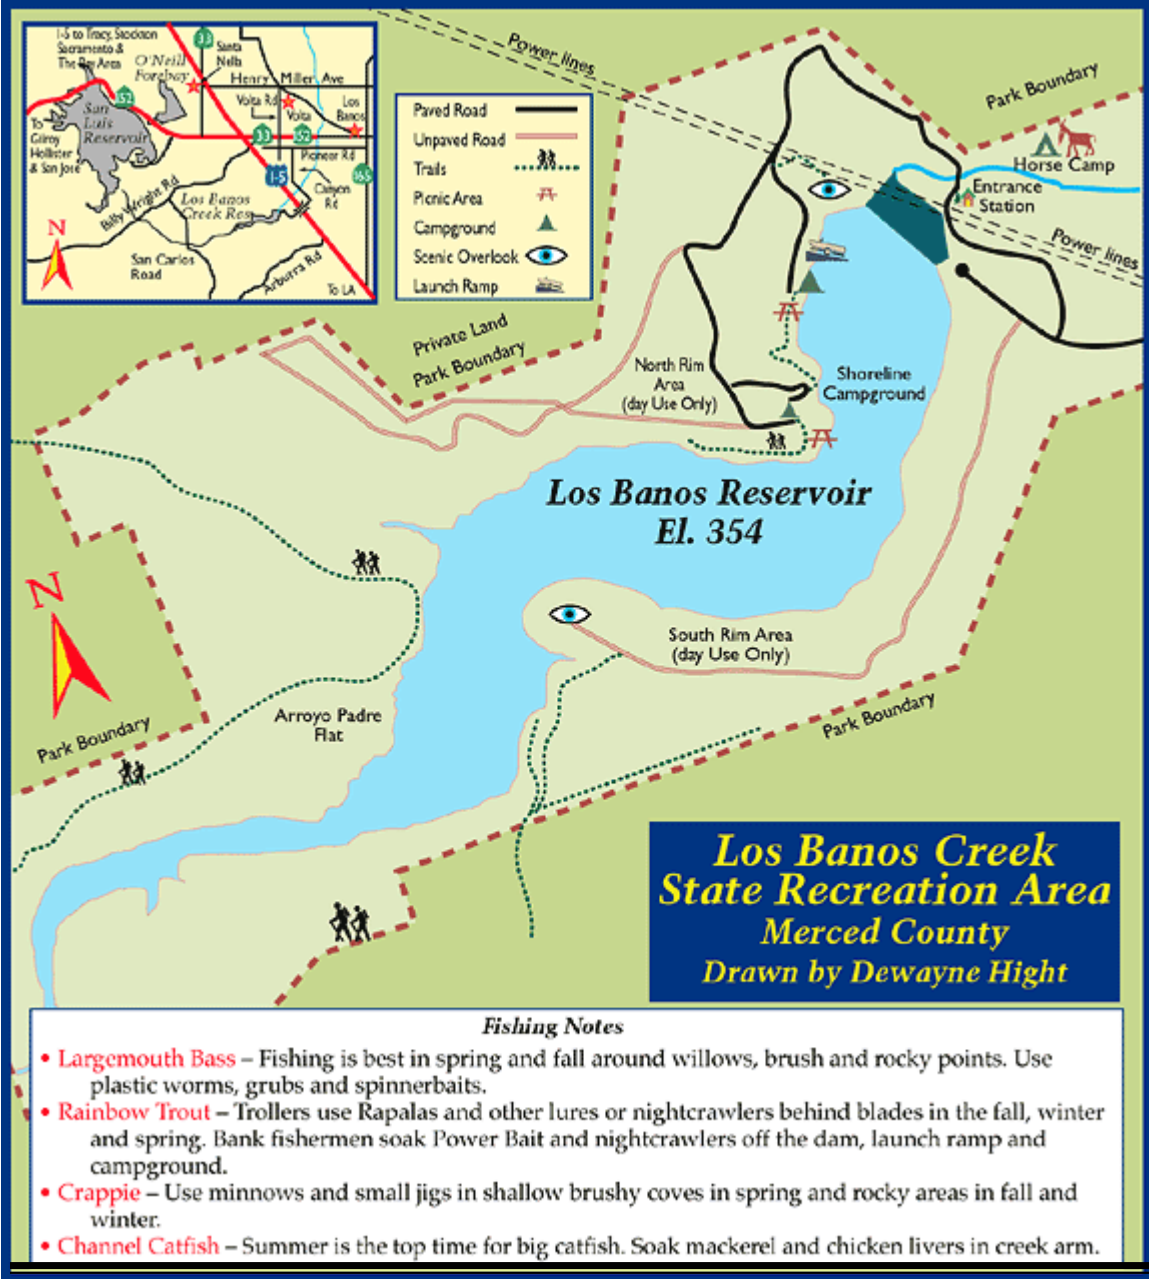 I-5 to Tracy, Stockton
Sacramento &
The Bay Area
33
Santa
Nella
O'Neill
Forebay
Henry Miller Ave
152
Volta Rd
Volta
Los
Banos
San
Luis
Reservoir
To
Gilroy
Hollister
& San Jose
33
152
Pioneer Rd
I-5
165
Canyon
Rd
Billy Wright Rd
Los Banos
Creek Res
N
San Carlos
Road
Arburra Rd
To LA
Paved Road
Unpaved Road
Trails
Picnic Area
Campground
Scenic Overlook
Launch Ramp
Power lines
Park Boundary
Horse Camp
Entrance
Station
Power lines
Private Land
Park Boundary
North Rim
Area
(day Use Only)
Shoreline
Campground
Los Banos Reservoir
El. 354
N
South Rim Area
(day Use Only)
Arroyo Padre
Flat
Park Boundary
Park Boundary
Los Banos Creek
State Recreation Area
Merced County
Drawn by Dewayne Hight
Fishing Notes
• Largemouth Bass – Fishing is best in spring and fall around willows, brush and rocky points. Use
plastic worms, grubs and spinnerbaits.
• Rainbow Trout – Trollers use Rapalas and other lures or nightcrawlers behind blades in the fall, winter
and spring. Bank fishermen soak Power Bait and nightcrawlers off the dam, launch ramp and
campground.
• Crappie – Use minnows and small jigs in shallow brushy coves in spring and rocky areas in fall and
winter.
• Channel Catfish – Summer is the top time for big catfish. Soak mackerel and chicken livers in creek arm.